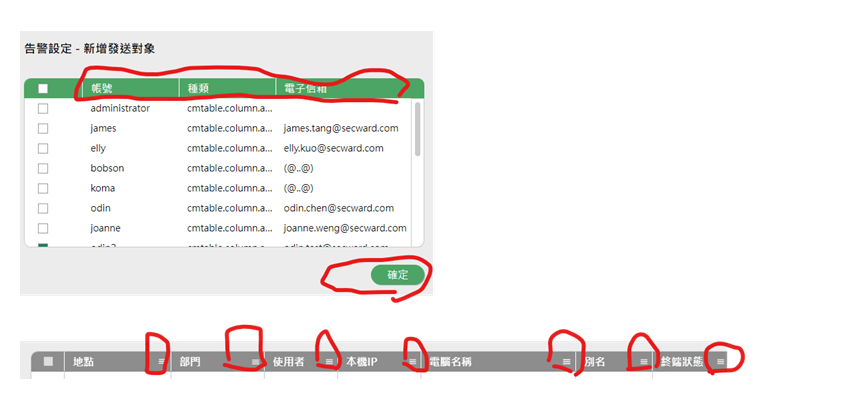 告警設定 - 新增發送對象
帳號 種類 電子信箱
administrator cmtable.column.a...
james cmtable.column.a... james.tang@secward.com
elly cmtable.column.a... elly.kuo@secward.com
bobson cmtable.column.a... (@..@)
koma cmtable.column.a... (@..@)
odin cmtable.column.a... odin.chen@secward.com
joanne cmtable.column.a... joanne.weng@secward.com
確定
地點 部門 使用者 本機IP 電腦名稱 別名 終端狀態